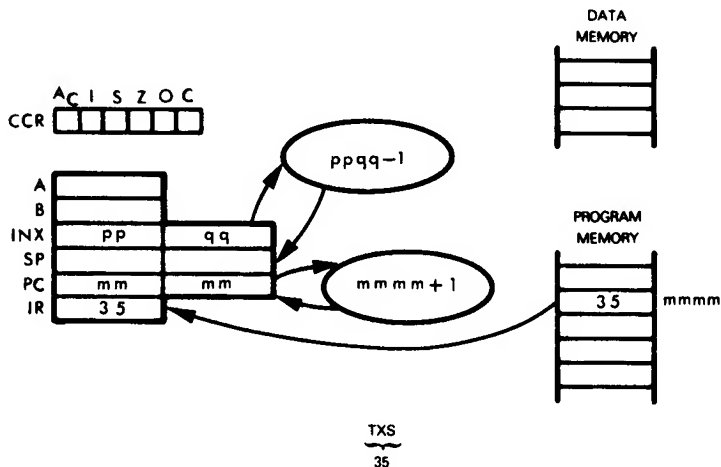 DATA
MEMORY
AC I S Z O C
CCR
ppqq-1
A
B
INX pp qq
SP
PC mm mm
IR 35
mmmm+1
PROGRAM
MEMORY
35 mmmm
TXS
35